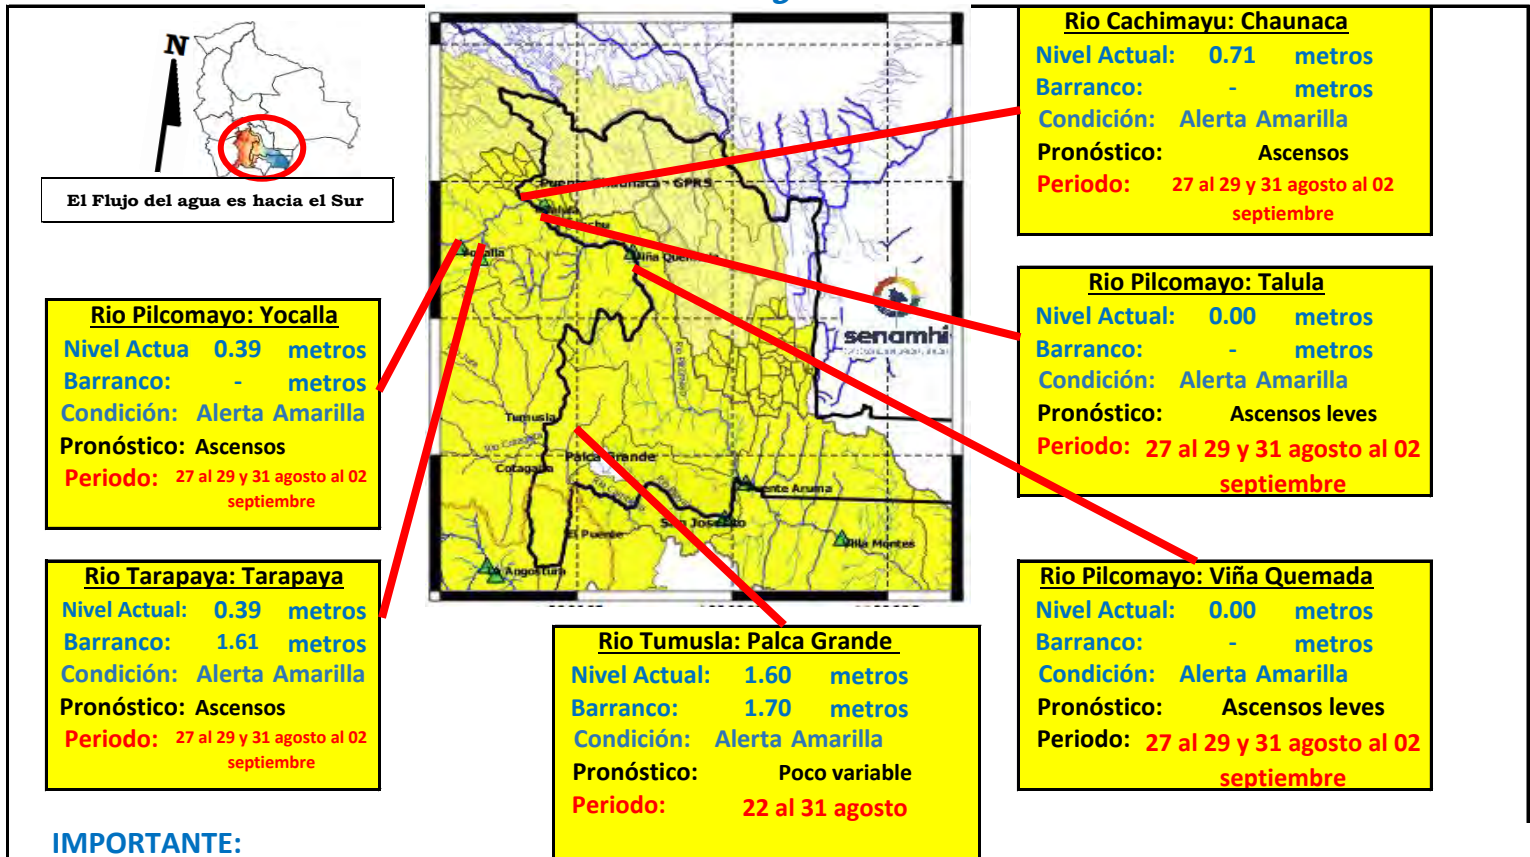 N
El Flujo del agua es hacia el Sur
Rio Cachimayu: Chaunaca
Nivel Actual: 0.71 metros
Barranco: - metros
Condición: Alerta Amarilla
Pronóstico: Ascensos
Periodo: 27 al 29 y 31 agosto al 02
septiembre
Rio Pilcomayo: Talula
Nivel Actual: 0.00 metros
Barranco: - metros
Condición: Alerta Amarilla
Pronóstico: Ascensos leves
Periodo: 27 al 29 y 31 agosto al 02
septiembre
Rio Pilcomayo: Yocalla
Nivel Actua 0.39 metros
Barranco: - metros
Condición: Alerta Amarilla
Pronóstico: Ascensos
Periodo: 27 al 29 y 31 agosto al 02
septiembre
Rio Tarapaya: Tarapaya
Nivel Actual: 0.39 metros
Barranco: 1.61 metros
Condición: Alerta Amarilla
Pronóstico: Ascensos
Periodo: 27 al 29 y 31 agosto al 02
septiembre
Rio Tumusla: Palca Grande
Nivel Actual: 1.60 metros
Barranco: 1.70 metros
Condición: Alerta Amarilla
Pronóstico: Poco variable
Periodo: 22 al 31 agosto
Rio Pilcomayo: Viña Quemada
Nivel Actual: 0.00 metros
Barranco: - metros
Condición: Alerta Amarilla
Pronóstico: Ascensos leves
Periodo: 27 al 29 y 31 agosto al 02
septiembre
Puente Chaunaca - GPRS
Viña Quemada
senamhi
Rio Pilcomayo
Tumusla
Palca Grande
Cotagaita
San Josecito
El Puente
Villa Montes
Angostura
IMPORTANTE: